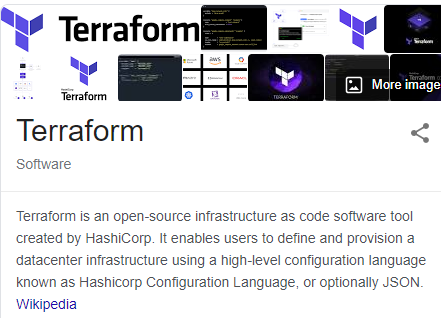 Terraform
aws
Terraform
More image
Terraform
Software
Terraform is an open-source infrastructure as code software tool
created by HashiCorp. It enables users to define and provision a
datacenter infrastructure using a high-level configuration language
known as Hashicorp Configuration Language, or optionally JSON.
Wikipedia